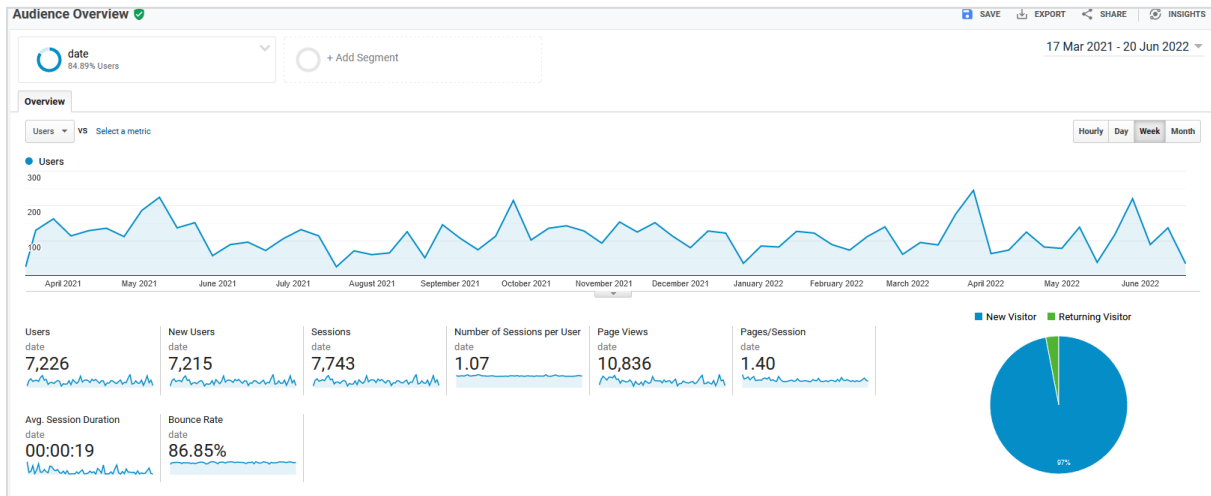 Audience Overview
SAVE EXPORT SHARE INSIGHTS
date
84.89% Users
+ Add Segment
17 Mar 2021 - 20 Jun 2022
Overview
Users VS Select a metric
Hourly Day Week Month
Users
300
200
100
April 2021 May 2021 June 2021 July 2021 August 2021 September 2021 October 2021 November 2021 December 2021 January 2022 February 2022 March 2022 April 2022 May 2022 June 2022
New Visitor Returning Visitor
Users
date
7,226
New Users
date
7,215
Sessions
date
7,743
Number of Sessions per User
date
1.07
Page Views
date
10,836
Pages/Session
date
1.40
Avg. Session Duration
date
00:00:19
Bounce Rate
date
86.85%
97%